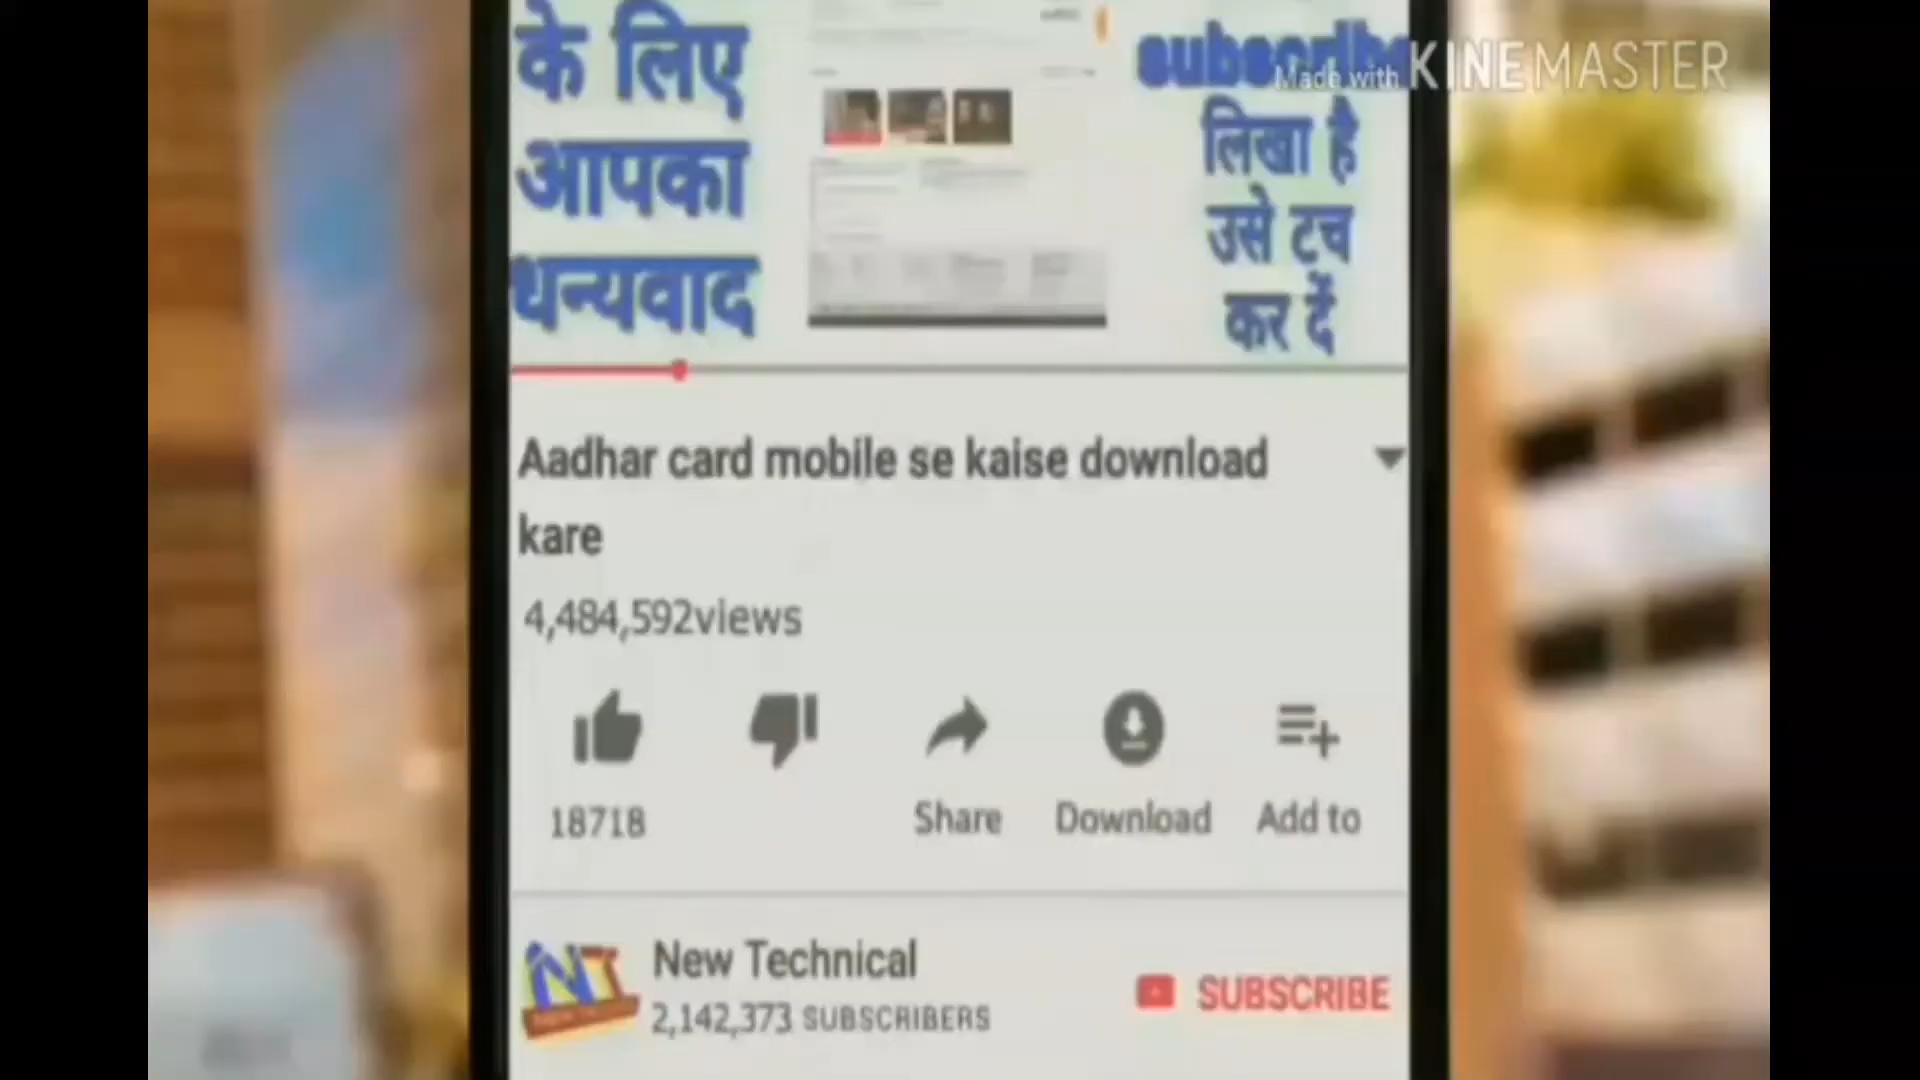 के लिए
आपका
धन्यवाद
subscribe
लिखा है
उसे टच
कर दें
Made with KINEMASTER
Aadhar card mobile se kaise download
kare
4,484,592views
18718
Share
Download
Add to
New Technical
2,142,373 SUBSCRIBERS
SUBSCRIBE